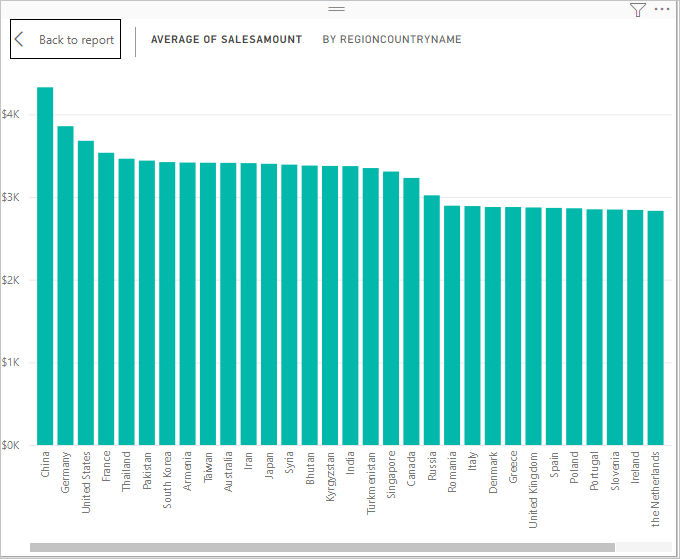 Back to report
AVERAGE OF SALESAMOUNT
BY REGIONCOUNTRYNAME
$4K
$3K
$2K
$1K
$0K
China
Germany
United States
France
Thailand
Pakistan
South Korea
Armenia
Taiwan
Australia
Iran
Japan
Syria
Bhutan
Kyrgyzstan
India
Turkmenistan
Singapore
Canada
Russia
Romania
Italy
Denmark
Greece
United Kingdom
Spain
Poland
Portugal
Slovenia
Ireland
the Netherlands